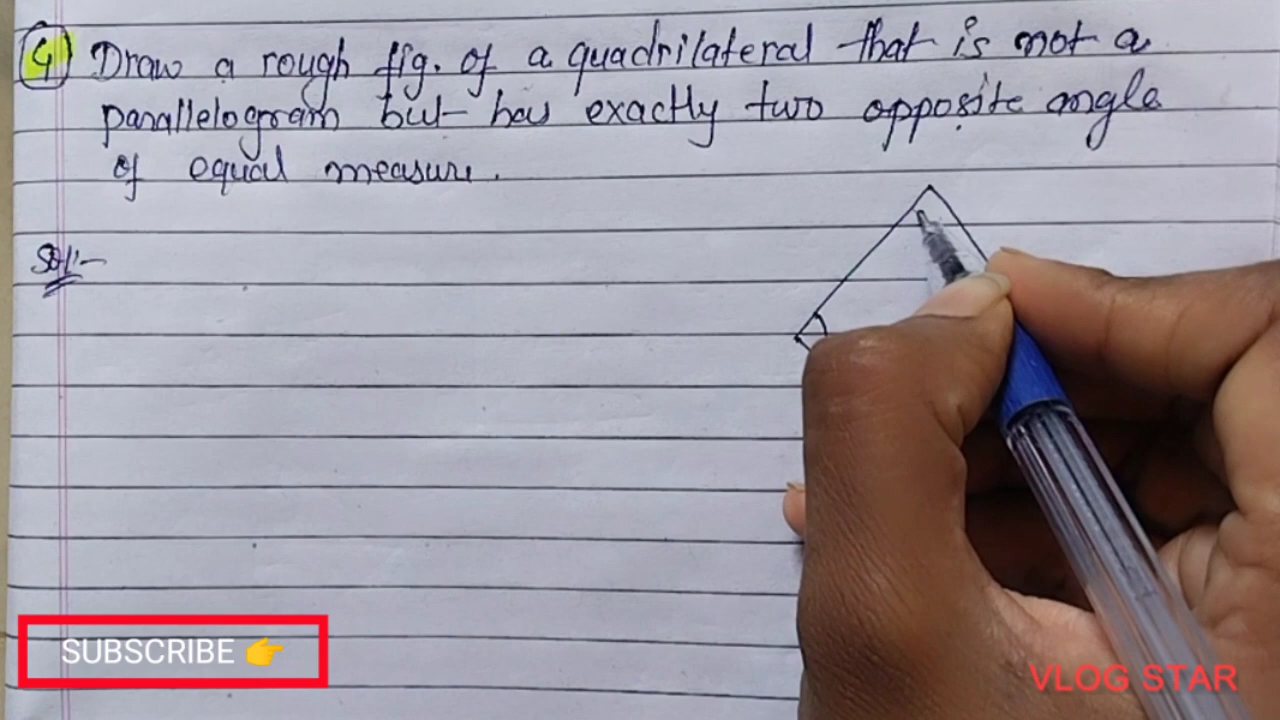 4 Draw a rough fig. of a quadrilateral that is not a
parallelogram but has exactly two opposite angle
of equal measure.
Sol:-
SUBSCRIBE 👉
VLOG STAR